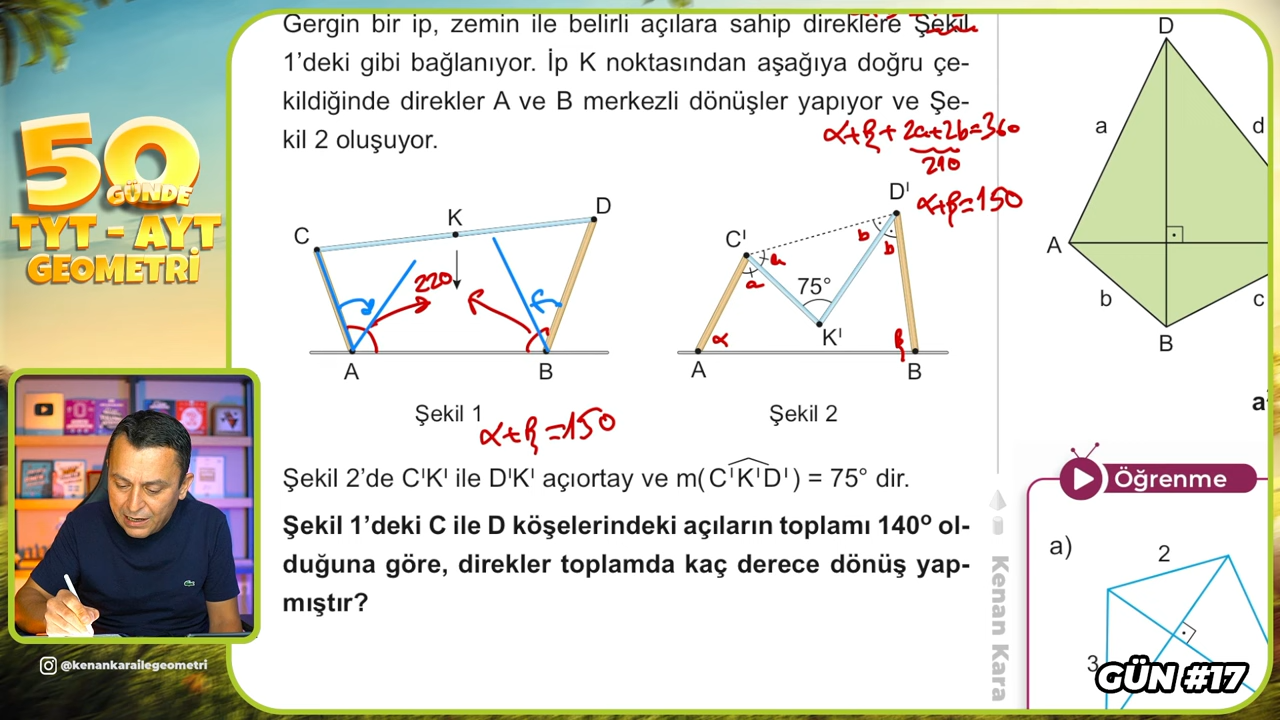 Gergin bir ip, zemin ile belirli açılara sahip direklere Şekil
1'deki gibi bağlanıyor. İp K noktasından aşağıya doğru çe-
kildiğinde direkler A ve B merkezli dönüşler yapıyor ve Şe-
kil 2 oluşuyor.
α+β+2a+2b=360
210
α+β=150
C
K
D
220
A
B
Şekil 1
α+β=150
D'
C'
a
a
b
b
75°
K'
α
β
A
B
Şekil 2
Şekil 2'de C'K' ile D'K' açıortay ve m(C'K'D') = 75° dir.
Şekil 1'deki C ile D köşelerindeki açıların toplamı 140° ol-
duğuna göre, direkler toplamda kaç derece dönüş yap-
mıştır?
50
GÜNDE
TYT - AYT
GEOMETRİ
@kenankarailegeometri
Kenan Kara
D
a
d
A
b
c
B
Öğrenme
a)
2
3
GÜN #17